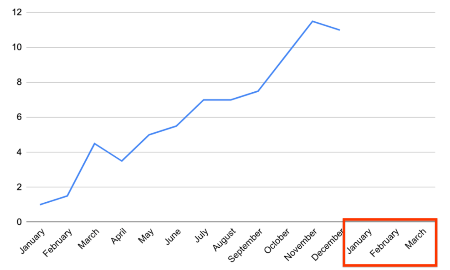 12
10
8
6
4
2
0
January
February
March
April
May
June
July
August
September
October
November
December
January
February
March